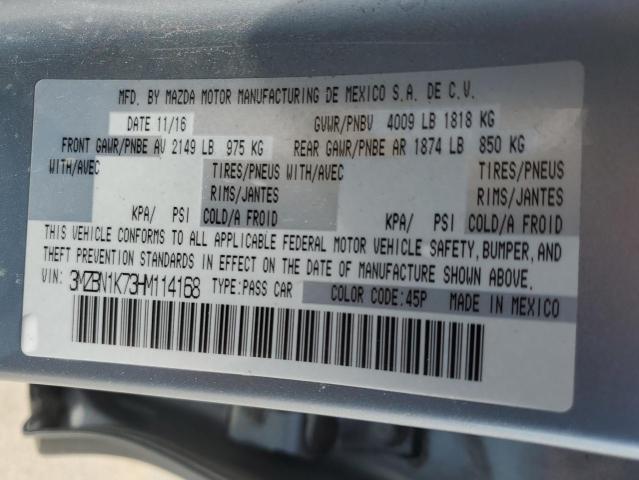 MFD. BY MAZDA MOTOR MANUFACTURING DE MEXICO S.A. DE C.V.
DATE 11/16 GVWR/PNBV 4009 LB 1818 KG
FRONT GAWR/PNBE AV 2149 LB 975 KG REAR GAWR/PNBE AR 1874 LB 850 KG
WITH/AVEC TIRES/PNEUS WITH/AVEC TIRES/PNEUS
RIMS/JANTES RIMS/JANTES
KPA/ PSI COLD/A FROID KPA/ PSI COLD/A FROID
THIS VEHICLE CONFORMS TO ALL APPLICABLE FEDERAL MOTOR VEHICLE SAFETY, BUMPER, AND
THEFT PREVENTION STANDARDS IN EFFECT ON THE DATE OF MANUFACTURE SHOWN ABOVE.
VIN: 3MZBN1K73HM114168 TYPE:PASS CAR COLOR CODE:45P MADE IN MEXICO